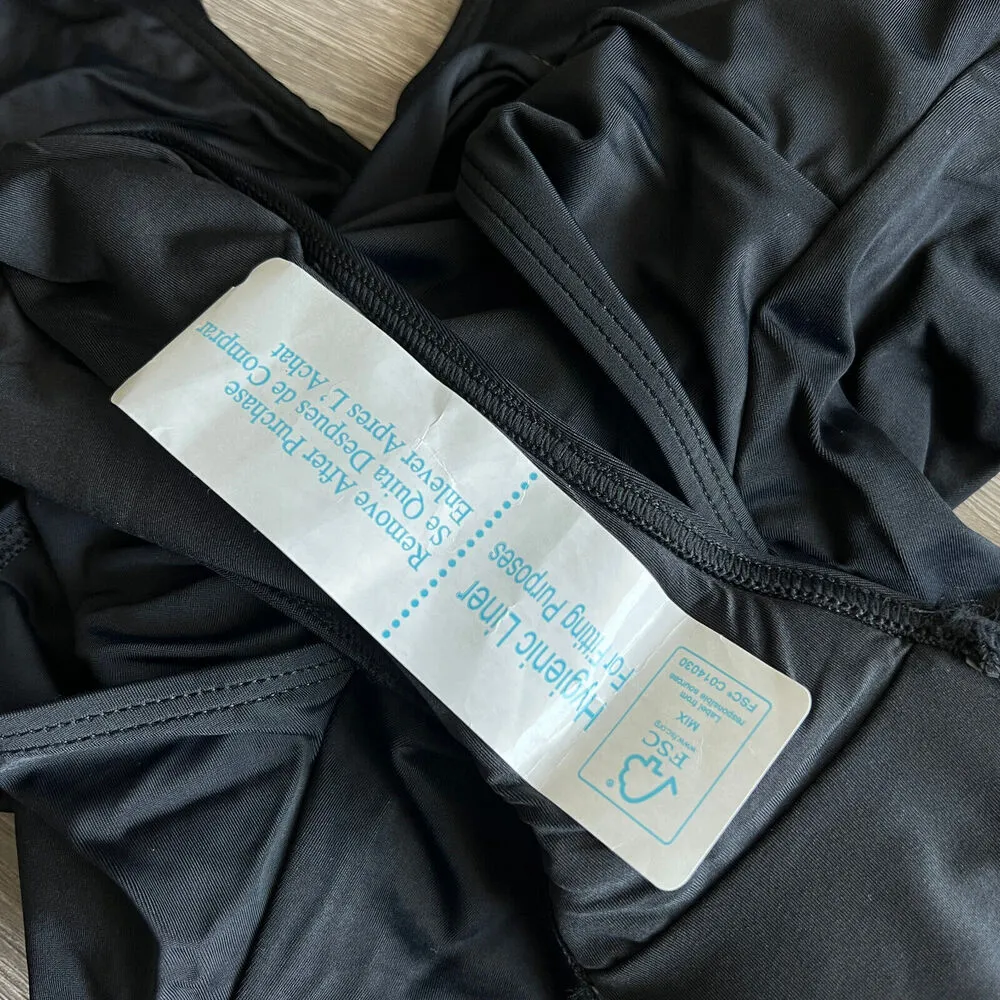 Hygienic Liner
For Fitting Purposes
Remove After Purchase
Se Quita Despues de Comprar
Enlever Apres L' Achat
®
FSC
www.fsc.org
MIX
Label from
responsible sources
FSC® C014030